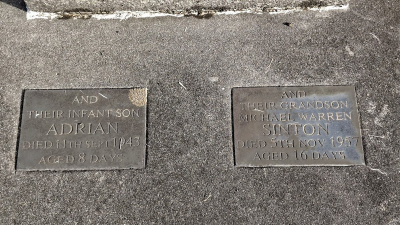 AND
THEIR INFANT SON
ADRIAN
DIED 11TH SEPT 1943
AGED 8 DAYS
AND
THEIR GRANDSON
MICHAEL WARREN
SINTON
DIED 5TH NOV 1957
AGED 16 DAYS